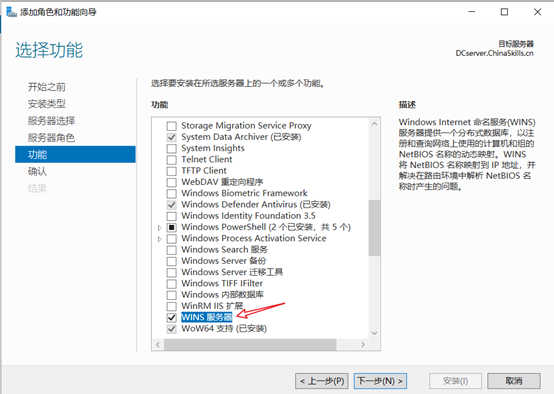 添加角色和功能向导
选择功能
目标服务器
DCserver.ChinaSkills.cn
开始之前
安装类型
服务器选择
服务器角色
功能
确认
结果
选择要安装在所选服务器上的一个或多个功能。
功能
Storage Migration Service Proxy
System Data Archiver (已安装)
System Insights
Telnet Client
TFTP Client
WebDAV 重定向程序
Windows Biometric Framework
Windows Defender Antivirus (已安装)
Windows Identity Foundation 3.5
Windows PowerShell (2 个已安装，共 5 个)
Windows Process Activation Service
Windows Search 服务
Windows Server 备份
Windows Server 迁移工具
Windows TIFF IFilter
Windows 内部数据库
WinRM IIS 扩展
WINS 服务器
WoW64 支持 (已安装)
描述
Windows Internet 命名服务(WINS)
服务器提供一个分布式数据库，以注
册和查询网络上使用的计算机和组的
NetBIOS 名称的动态映射。WINS
将 NetBIOS 名称映射到 IP 地址，并
解决在路由环境中解析 NetBIOS 名
称时产生的问题。
< 上一步(P)
下一步(N) >
安装(I)
取消